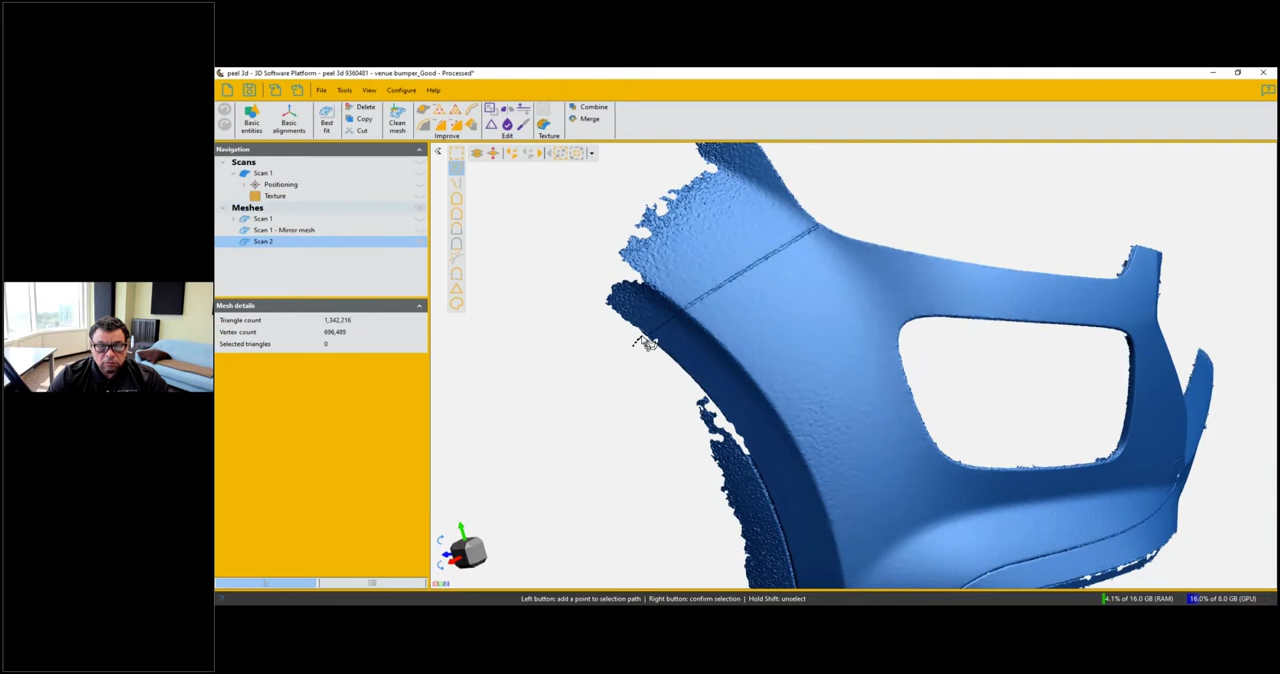 peel 3d - 3D Software Platform - peel 3d 9360481 - venue bumper_Good - Processed*
File Tools View Configure Help
Basic entities
Basic alignments
Best fit
Delete
Copy
Cut
Clean mesh
Improve
Edit
Texture
Combine
Merge
Navigation
Scans
Scan 1
Positioning
Texture
Meshes
Scan 1
Scan 1 - Mirror mesh
Scan 2
Mesh details
Triangle count 1,342,216
Vertex count 696,489
Selected triangles 0
Left button: add a point to selection path | Right button: confirm selection | Hold Shift: unselect
4.1% of 16.0 GB (RAM)
16.0% of 8.0 GB (GPU)